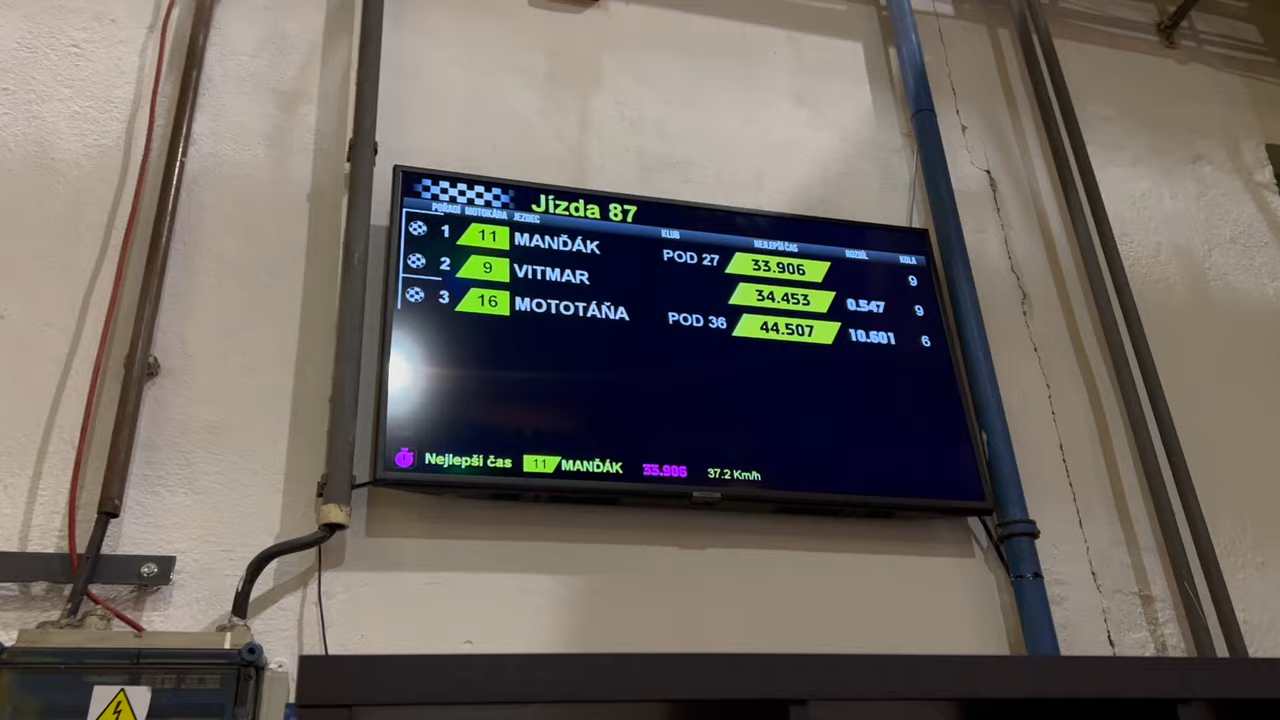 Jízda 87
POŘADÍ MOTOKÁRA JEZDEC KLUB NEJLEPŠÍ ČAS ROZDÍL KOLA
1 11 MANĎÁK POD 27 33.906 9
2 9 VITMAR 34.453 0.547 9
3 16 MOTOTÁŇA POD 36 44.507 10.601 6
Nejlepší čas 11 MANĎÁK 33.906 37.2 Km/h